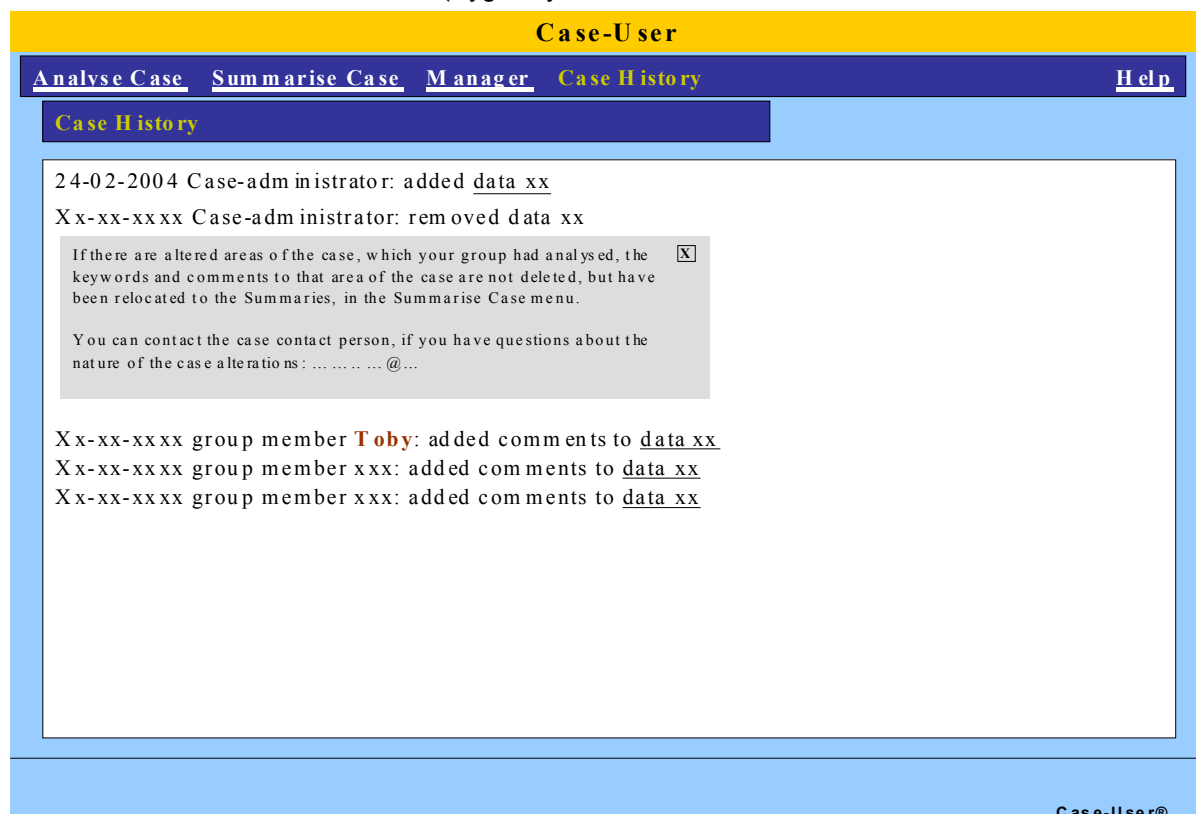 Case-User
Analyse Case Summarise Case Manager Case History Help
Case History
24-02-2004 Case-administrator: added data xx
Xx-xx-xxxx Case-administrator: removed data xx
If there are altered areas of the case, which your group had analysed, the X
keywords and comments to that area of the case are not deleted, but have
been relocated to the Summaries, in the Summarise Case menu.
You can contact the case contact person, if you have questions about the
nature of the case alterations: ... ... .. ... @ ...
Xx-xx-xxxx group member Toby: added comments to data xx
Xx-xx-xxxx group member xxx: added comments to data xx
Xx-xx-xxxx group member xxx: added comments to data xx
Case-User®